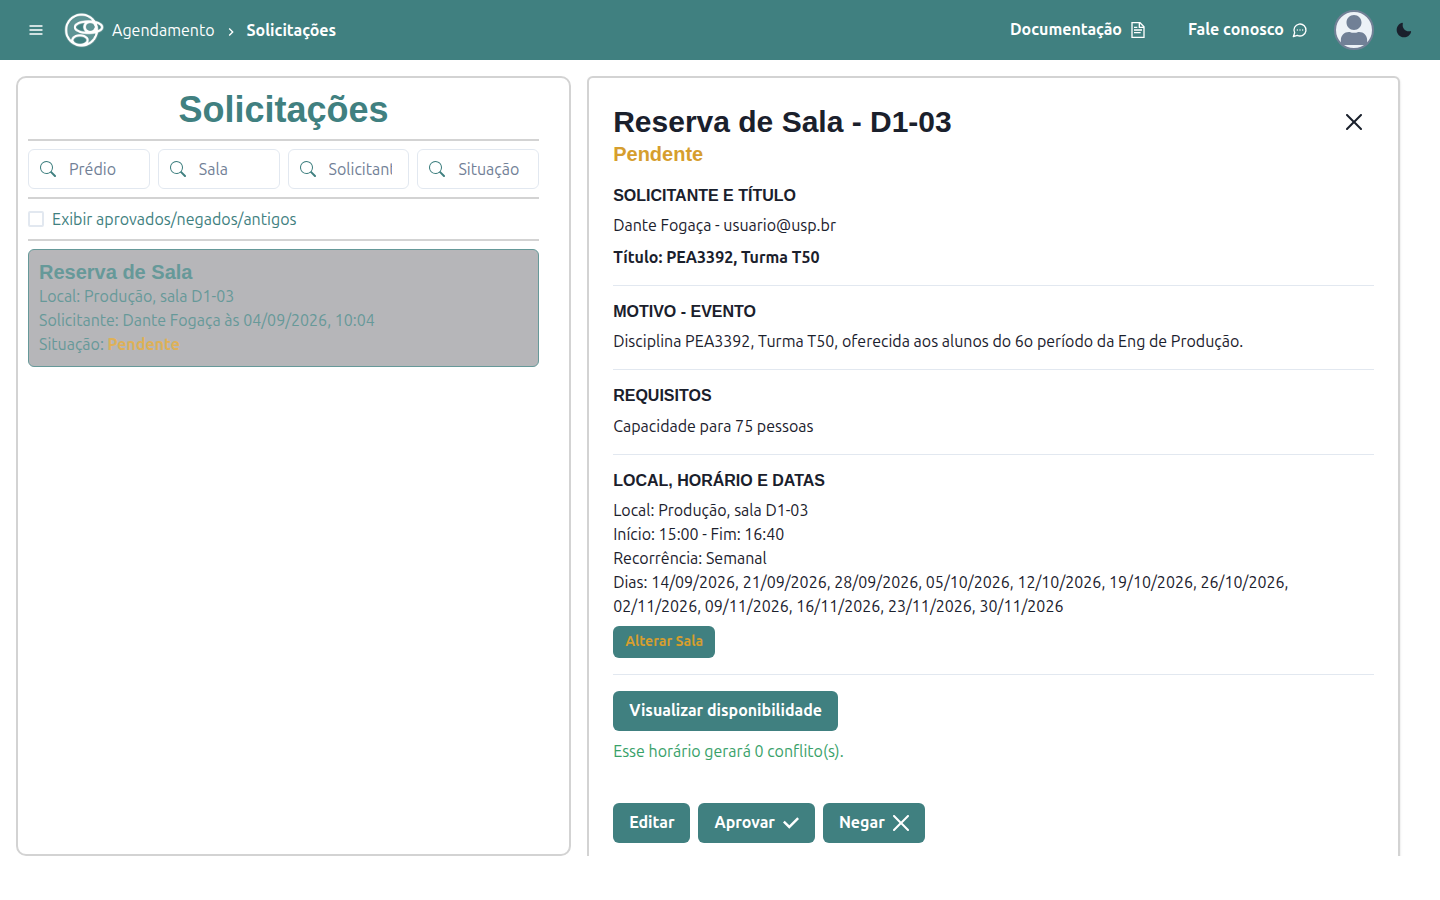 Agendamento › Solicitações
Documentação
Fale conosco
Solicitações
Prédio
Sala
Solicitant
Situação
Exibir aprovados/negados/antigos
Reserva de Sala
Local: Produção, sala D1-03
Solicitante: Dante Fogaça às 04/09/2026, 10:04
Situação: Pendente
Reserva de Sala - D1-03
Pendente
SOLICITANTE E TÍTULO
Dante Fogaça - usuario@usp.br
Título: PEA3392, Turma T50
MOTIVO - EVENTO
Disciplina PEA3392, Turma T50, oferecida aos alunos do 6o período da Eng de Produção.
REQUISITOS
Capacidade para 75 pessoas
LOCAL, HORÁRIO E DATAS
Local: Produção, sala D1-03
Início: 15:00 - Fim: 16:40
Recorrência: Semanal
Dias: 14/09/2026, 21/09/2026, 28/09/2026, 05/10/2026, 12/10/2026, 19/10/2026, 26/10/2026,
02/11/2026, 09/11/2026, 16/11/2026, 23/11/2026, 30/11/2026
Alterar Sala
Visualizar disponibilidade
Esse horário gerará 0 conflito(s).
Editar
Aprovar
Negar